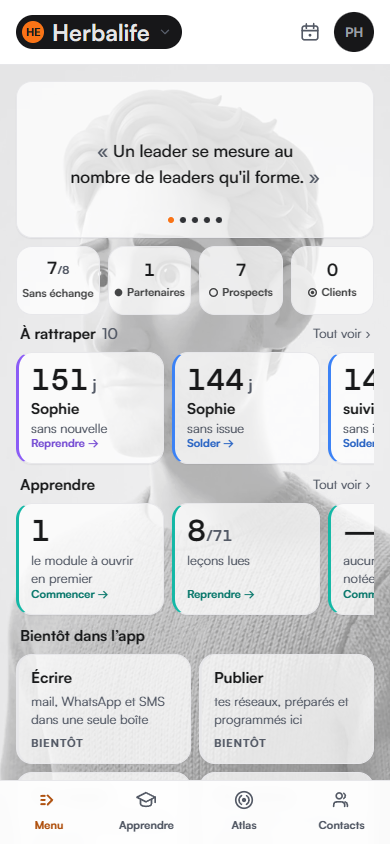 HE Herbalife
PH
« Un leader se mesure au
nombre de leaders qu'il forme. »
7/8
Sans échange
1
Partenaires
7
Prospects
0
Clients
À rattraper 10
Tout voir ›
151 j
Sophie
sans nouvelle
Reprendre →
144 j
Sophie
sans issue
Solder →
14
suivi
sans i
Solder
Apprendre
Tout voir ›
1
le module à ouvrir
en premier
Commencer →
8/71
leçons lues
Reprendre →
—
aucun
notée
Comm
Bientôt dans l'app
Écrire
mail, WhatsApp et SMS
dans une seule boîte
BIENTÔT
Publier
tes réseaux, préparés et
programmés ici
BIENTÔT
Menu
Apprendre
Atlas
Contacts